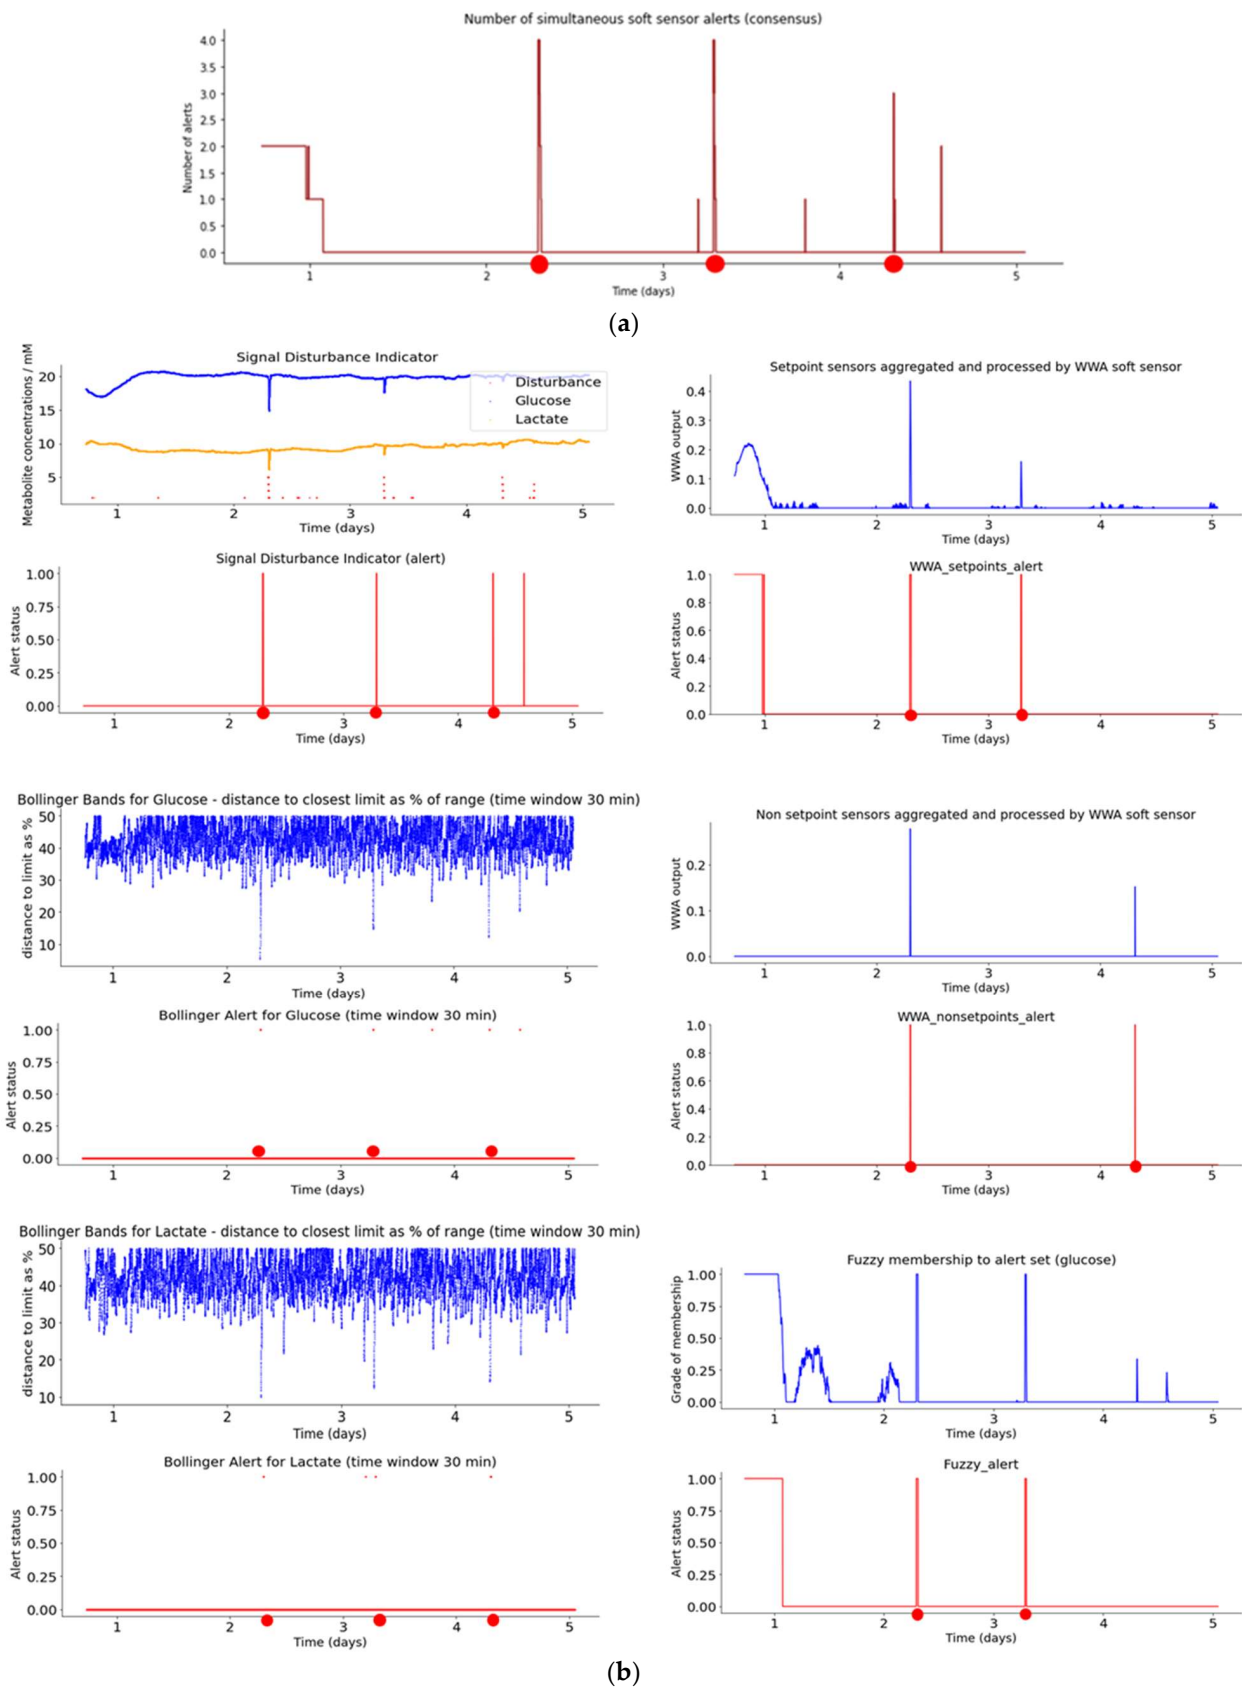 Number of simultaneous soft sensor alerts (consensus)
4.0
3.5
3.0
2.5
2.0
1.5
1.0
0.5
0.0
Number of alerts
1 2 3 4 5
Time (days)
(a)
Signal Disturbance Indicator
20
15
10
5
Metabolite concentrations / mM
Disturbance
Glucose
Lactate
1 2 3 4 5
Time (days)
Setpoint sensors aggregated and processed by WWA soft sensor
0.4
0.3
0.2
0.1
0.0
WWA output
1 2 3 4 5
Time (days)
Signal Disturbance Indicator (alert)
1.00
0.75
0.50
0.25
0.00
Alert status
1 2 3 4 5
Time (days)
WWA_setpoints_alert
1.0
0.8
0.6
0.4
0.2
0.0
Alert status
1 2 3 4 5
Time (days)
Bollinger Bands for Glucose - distance to closest limit as % of range (time window 30 min)
50
40
30
20
10
distance to limit as %
1 2 3 4 5
Time (days)
Non setpoint sensors aggregated and processed by WWA soft sensor
0.2
0.1
0.0
WWA output
1 2 3 4 5
Time (days)
Bollinger Alert for Glucose (time window 30 min)
1.00
0.75
0.50
0.25
0.00
Alert status
1 2 3 4 5
Time (days)
WWA_nonsetpoints_alert
1.0
0.8
0.6
0.4
0.2
0.0
Alert status
1 2 3 4 5
Time (days)
Bollinger Bands for Lactate - distance to closest limit as % of range (time window 30 min)
50
40
30
20
10
distance to limit as %
1 2 3 4 5
Time (days)
Fuzzy membership to alert set (glucose)
1.00
0.75
0.50
0.25
0.00
Grade of membership
1 2 3 4 5
Time (days)
Bollinger Alert for Lactate (time window 30 min)
1.00
0.75
0.50
0.25
0.00
Alert status
1 2 3 4 5
Time (days)
Fuzzy_alert
1.00
0.75
0.50
0.25
0.00
Alert status
1 2 3 4 5
Time (days)
(b)